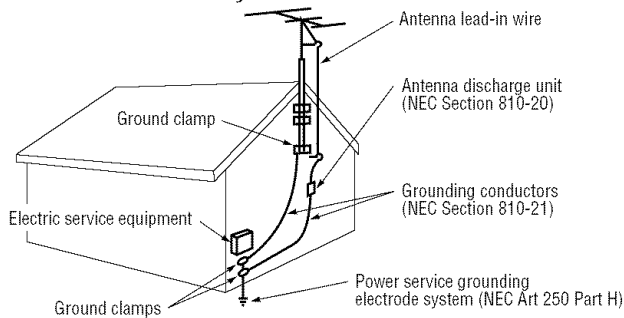 Antenna lead-in wire
Antenna discharge unit
(NEC Section 810-20)
Ground clamp
Grounding conductors
(NEC Section 810-21)
Electric service equipment
Power service grounding
electrode system (NEC Art 250 Part H)
Ground clamps